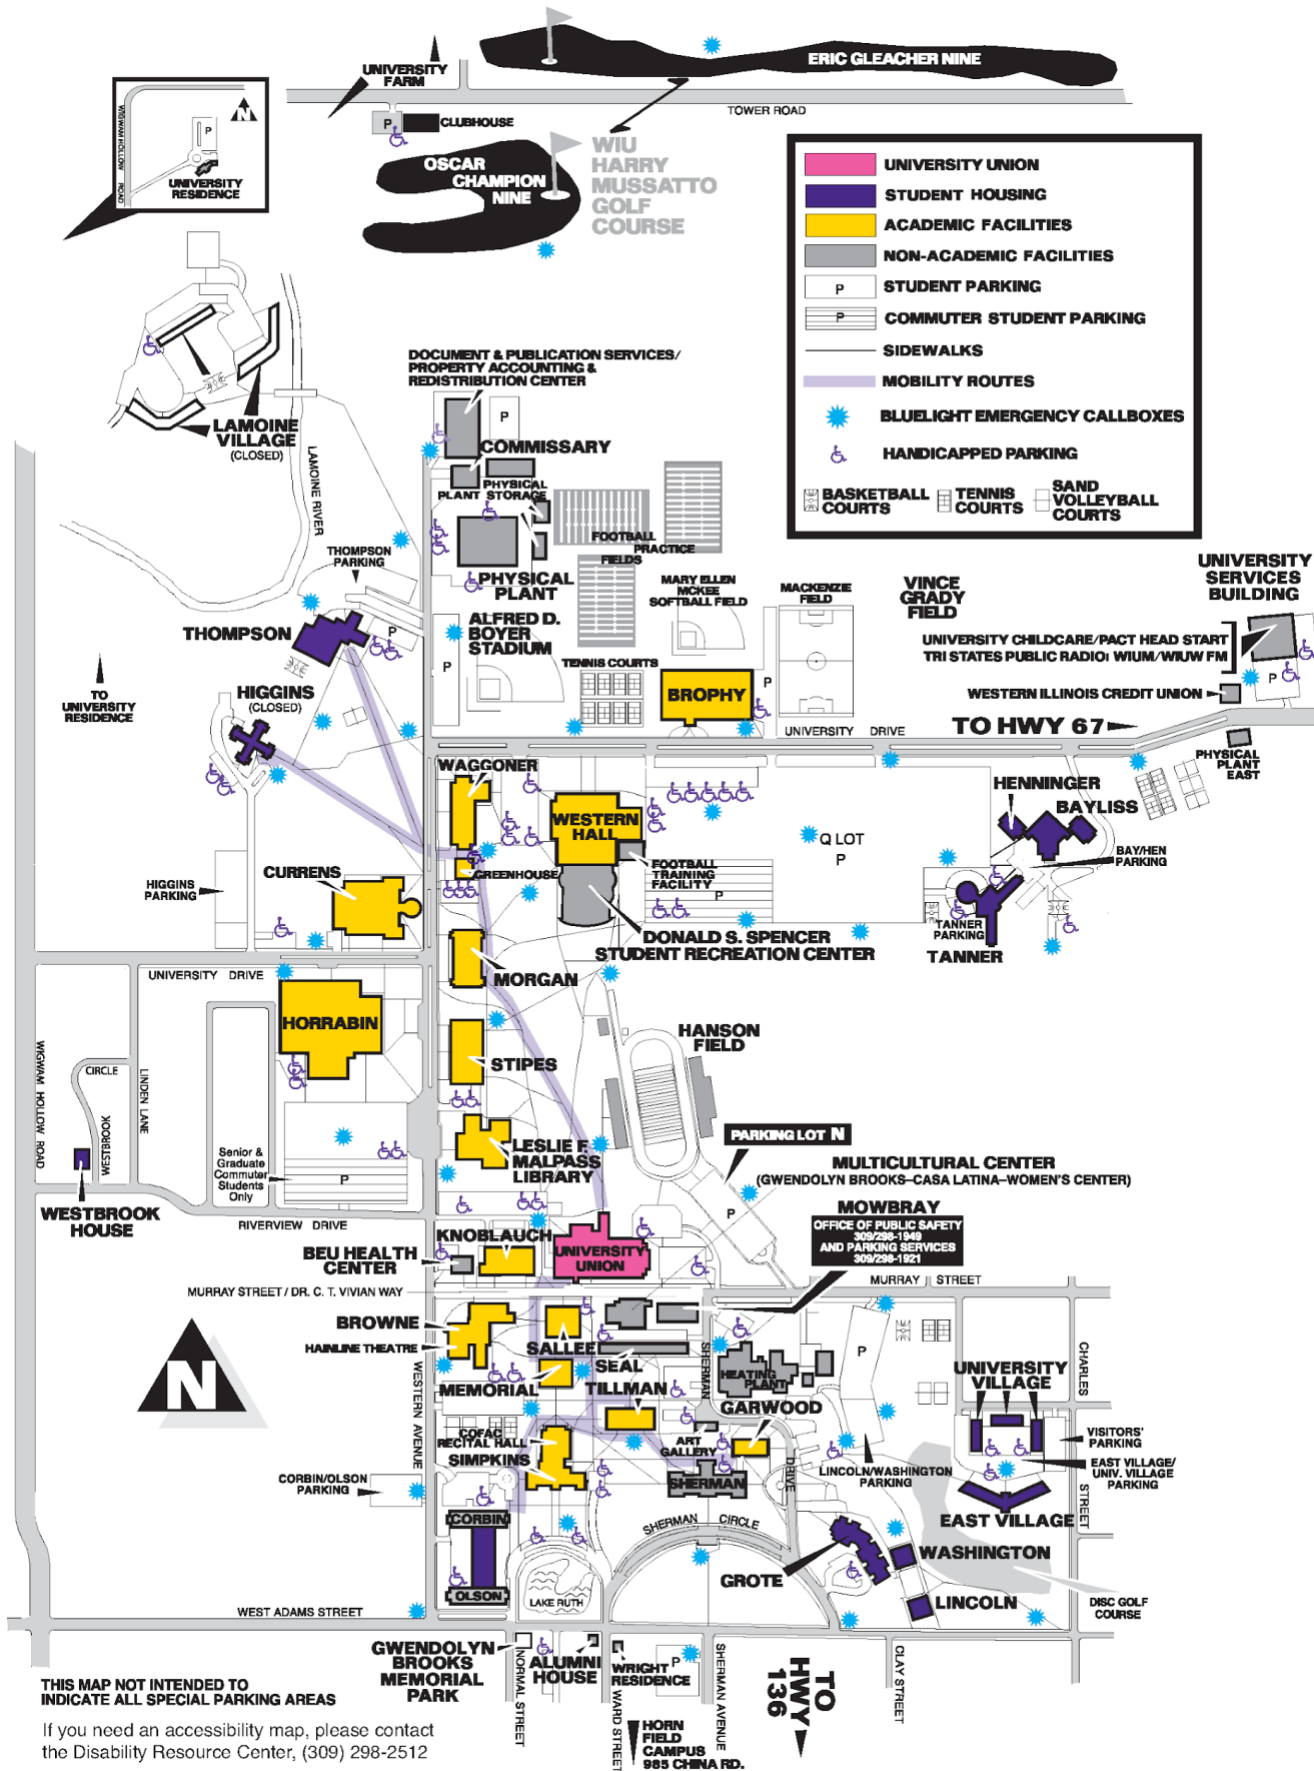 ERIC GLEACHER NINE
UNIVERSITY
FARM
TOWER ROAD
P
CLUBHOUSE
WIGWAM HOLLOW ROAD
N
P
UNIVERSITY
RESIDENCE
OSCAR
CHAMPION
NINE
WIU
HARRY
MUSSATTO
GOLF
COURSE
UNIVERSITY UNION
STUDENT HOUSING
ACADEMIC FACILITIES
NON-ACADEMIC FACILITIES
P
STUDENT PARKING
P
COMMUTER STUDENT PARKING
SIDEWALKS
MOBILITY ROUTES
BLUELIGHT EMERGENCY CALLBOXES
HANDICAPPED PARKING
BASKETBALL
COURTS
TENNIS
COURTS
SAND
VOLLEYBALL
COURTS
LAMOINE
VILLAGE
(CLOSED)
LAMOINE RIVER
DOCUMENT & PUBLICATION SERVICES/
PROPERTY ACCOUNTING &
REDISTRIBUTION CENTER
P
COMMISSARY
PHYSICAL
PLANT STORAGE
FOOTBALL
PRACTICE
FIELDS
PHYSICAL
PLANT
THOMPSON
PARKING
THOMPSON
P
P
ALFRED D.
BOYER
STADIUM
MARY ELLEN
MCKEE
SOFTBALL FIELD
MACKENZIE
FIELD
VINCE
GRADY
FIELD
UNIVERSITY
SERVICES
BUILDING
UNIVERSITY CHILDCARE/PACT HEAD START
TRI STATES PUBLIC RADIO: WIUM/WIUW FM
P
WESTERN ILLINOIS CREDIT UNION
TENNIS COURTS
BROPHY
P
TO
UNIVERSITY
RESIDENCE
HIGGINS
(CLOSED)
UNIVERSITY DRIVE
TO HWY 67
PHYSICAL
PLANT
EAST
WAGGONER
WESTERN
HALL
HENNINGER
BAYLISS
BAY/HEN
PARKING
Q LOT
P
GREENHOUSE
FOOTBALL
TRAINING
FACILITY
P
CURRENS
HIGGINS
PARKING
DONALD S. SPENCER
STUDENT RECREATION CENTER
TANNER
PARKING
TANNER
MORGAN
UNIVERSITY DRIVE
HORRABIN
STIPES
HANSON
FIELD
WIGWAM HOLLOW ROAD
CIRCLE
WESTBROOK
LINDEN LANE
LESLIE F.
MALPASS
LIBRARY
PARKING LOT N
P
Senior &
Graduate
Commuter
Students
Only
P
MULTICULTURAL CENTER
(GWENDOLYN BROOKS–CASA LATINA–WOMEN'S CENTER)
WESTBROOK
HOUSE
RIVERVIEW DRIVE
MOWBRAY
OFFICE OF PUBLIC SAFETY
309/298-1949
AND PARKING SERVICES
309/298-1921
KNOBLAUCH
BEU HEALTH
CENTER
UNIVERSITY
UNION
MURRAY STREET
MURRAY STREET / DR. C. T. VIVIAN WAY
BROWNE
HAINLINE THEATRE
SALLEE
SEAL
SHERMAN
HEATING
PLANT
P
N
MEMORIAL
TILLMAN
GARWOOD
UNIVERSITY
VILLAGE
CHARLES
WESTERN AVENUE
COFAC
RECITAL HALL
SIMPKINS
ART
GALLERY
SHERMAN
DRIVE
LINCOLN/WASHINGTON
PARKING
VISITORS'
PARKING
EAST VILLAGE/
UNIV. VILLAGE
PARKING
STREET
CORBIN/OLSON
PARKING
CORBIN
SHERMAN CIRCLE
EAST VILLAGE
WASHINGTON
GROTE
OLSON
LAKE RUTH
LINCOLN
DISC GOLF
COURSE
WEST ADAMS STREET
GWENDOLYN
BROOKS
MEMORIAL
PARK
NORMAL STREET
ALUMNI
HOUSE
WRIGHT
RESIDENCE
P
WARD STREET
SHERMAN AVENUE
TO
HWY
136
CLAY STREET
THIS MAP NOT INTENDED TO
INDICATE ALL SPECIAL PARKING AREAS
If you need an accessibility map, please contact
the Disability Resource Center, (309) 298-2512
HORN
FIELD
CAMPUS
985 CHINA RD.